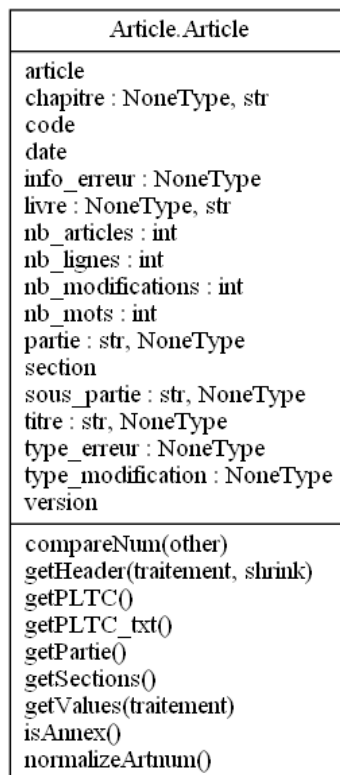 Article.Article
article
chapitre : NoneType, str
code
date
info_erreur : NoneType
livre : NoneType, str
nb_articles : int
nb_lignes : int
nb_modifications : int
nb_mots : int
partie : str, NoneType
section
sous_partie : str, NoneType
titre : str, NoneType
type_erreur : NoneType
type_modification : NoneType
version
compareNum(other)
getHeader(traitement, shrink)
getPLTC()
getPLTC_txt()
getPartie()
getSections()
getValues(traitement)
isAnnex()
normalizeArtnum()